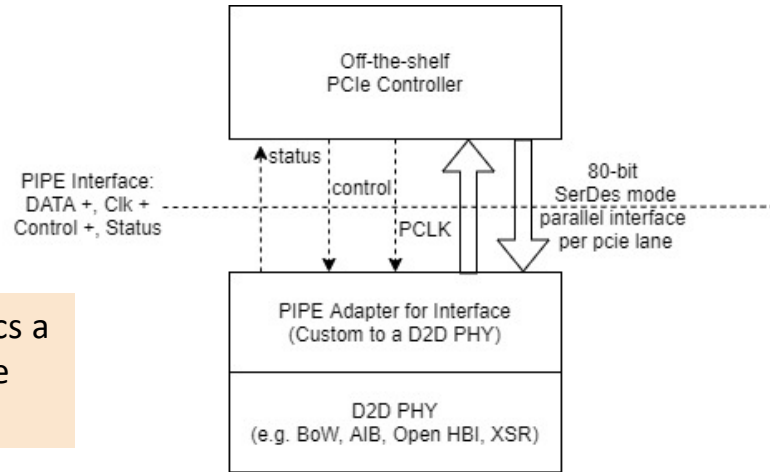 Off-the-shelf
PCIe Controller
status
control
PCLK
PIPE Interface:
DATA +, Clk +
Control +, Status
80-bit
SerDes mode
parallel interface
per pcie lane
PIPE Adapter for Interface
(Custom to a D2D PHY)
cs a
e
D2D PHY
(e.g. BoW, AIB, Open HBI, XSR)